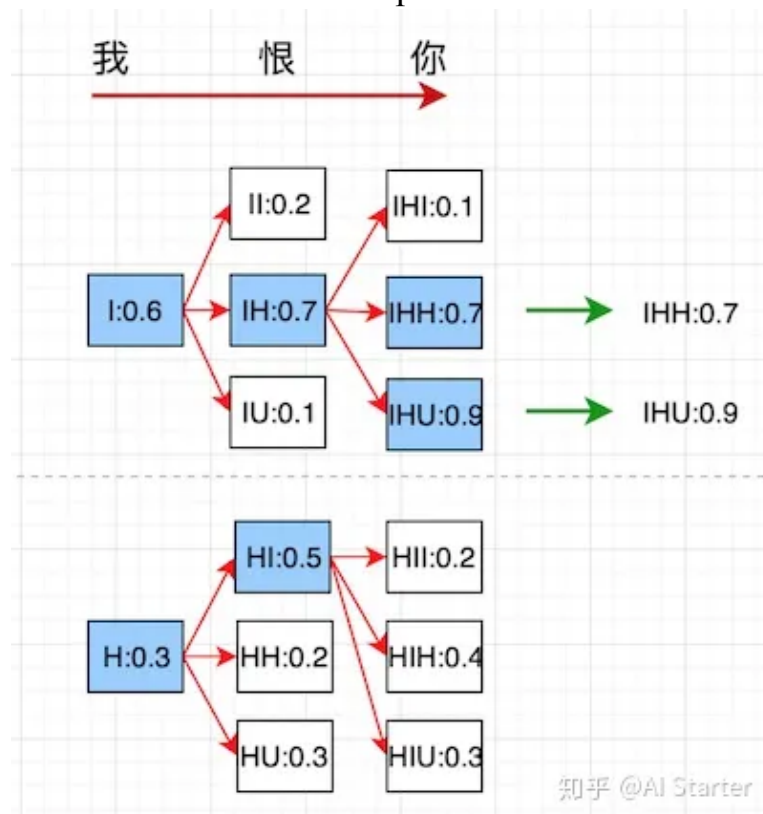 我 恨 你
II:0.2 IHI:0.1
I:0.6 IH:0.7 IHH:0.7 IHH:0.7
IU:0.1 IHU:0.9 IHU:0.9
HI:0.5 HII:0.2
H:0.3 HH:0.2 HIH:0.4
HU:0.3 HIU:0.3
知乎 @AI Starter